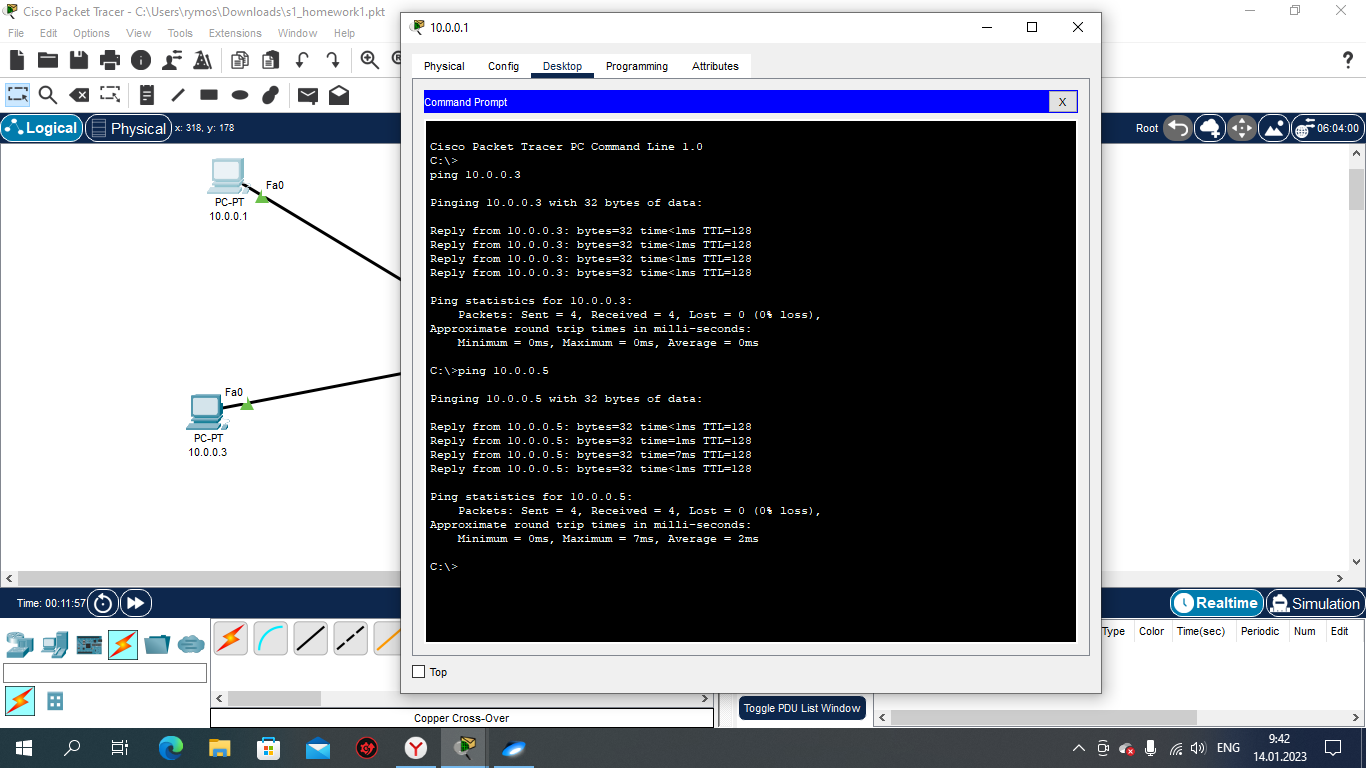 Cisco Packet Tracer - C:\Users\rymos\Downloads\s1_homework1.pkt
File Edit Options View Tools Extensions Window Help
Logical Physical x: 318, y: 178
Root 06:04:00
Fa0
PC-PT
10.0.0.1
Fa0
PC-PT
10.0.0.3
10.0.0.1
Physical Config Desktop Programming Attributes
Command Prompt X
Cisco Packet Tracer PC Command Line 1.0
C:\>
ping 10.0.0.3
Pinging 10.0.0.3 with 32 bytes of data:
Reply from 10.0.0.3: bytes=32 time<1ms TTL=128
Reply from 10.0.0.3: bytes=32 time<1ms TTL=128
Reply from 10.0.0.3: bytes=32 time<1ms TTL=128
Reply from 10.0.0.3: bytes=32 time<1ms TTL=128
Ping statistics for 10.0.0.3:
Packets: Sent = 4, Received = 4, Lost = 0 (0% loss),
Approximate round trip times in milli-seconds:
Minimum = 0ms, Maximum = 0ms, Average = 0ms
C:\>ping 10.0.0.5
Pinging 10.0.0.5 with 32 bytes of data:
Reply from 10.0.0.5: bytes=32 time<1ms TTL=128
Reply from 10.0.0.5: bytes=32 time=1ms TTL=128
Reply from 10.0.0.5: bytes=32 time=7ms TTL=128
Reply from 10.0.0.5: bytes=32 time<1ms TTL=128
Ping statistics for 10.0.0.5:
Packets: Sent = 4, Received = 4, Lost = 0 (0% loss),
Approximate round trip times in milli-seconds:
Minimum = 0ms, Maximum = 7ms, Average = 2ms
C:\>
Top
Time: 00:11:57
Realtime Simulation
Type Color Time(sec) Periodic Num Edit
Copper Cross-Over
Toggle PDU List Window
ENG
9:42
14.01.2023